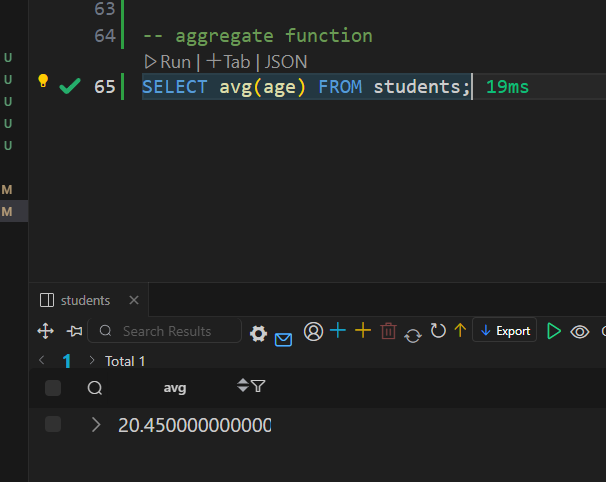 63
64 -- aggregate function
Run | Tab | JSON
65 SELECT avg(age) FROM students; 19ms
U
U
U
U
U
M
M
students
Search Results
Export
1 Total 1
avg
20.450000000000